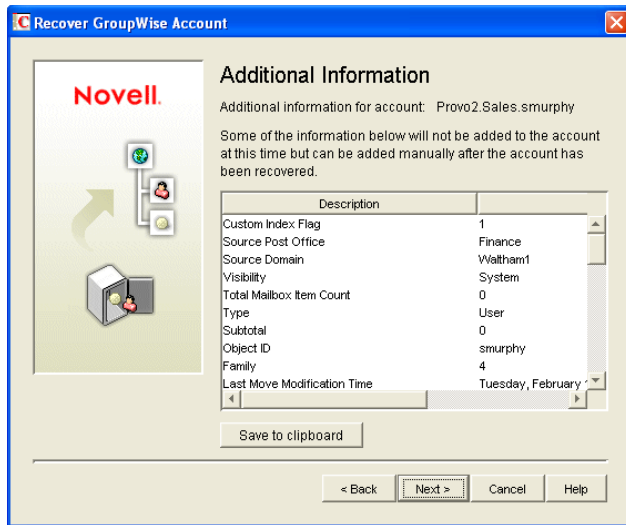 Recover GroupWise Account
Novell.
Additional Information
Additional information for account: Provo2.Sales.smurphy
Some of the information below will not be added to the account
at this time but can be added manually after the account has
been recovered.
Description
Custom Index Flag 1
Source Post Office Finance
Source Domain Waltham1
Visibility System
Total Mailbox Item Count 0
Type User
Subtotal 0
Object ID smurphy
Family 4
Last Move Modification Time Tuesday, February
Save to clipboard
< Back Next > Cancel Help